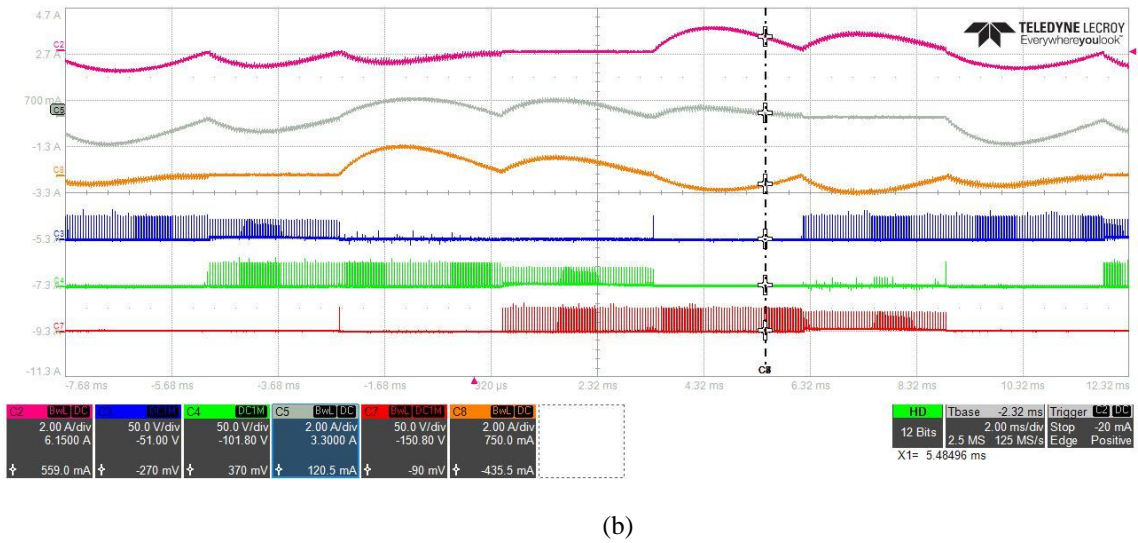 4.7 A
TELEDYNE LECROY
Everywhereyoulook™
C2
2.7 A
700 mA
C5
-1.3 A
C8
-3.3 A
-5.3
C3
-7.3
-9.3
C7
-11.3 A
-7.68 ms -5.68 ms -3.68 ms -1.68 ms 320 µs 2.32 ms 4.32 ms 6.32 ms 8.32 ms 10.32 ms 12.32 ms
C2 BwL DC C3 DC1M C4 DC1M C5 BwL DC C7 BwL DC1M C8 BwL DC
2.00 A/div 50.0 V/div 50.0 V/div 2.00 A/div 50.0 V/div 2.00 A/div
6.1500 A -51.00 V -101.80 V 3.3000 A -150.80 V 750.0 mA
559.0 mA -270 mV 370 mV 120.5 mA -90 mV -435.5 mA
HD Tbase -2.32 ms Trigger C2 DC
12 Bits 2.00 ms/div Stop -20 mA
2.5 MS 125 MS/s Edge Positive
X1= 5.48496 ms
(b)